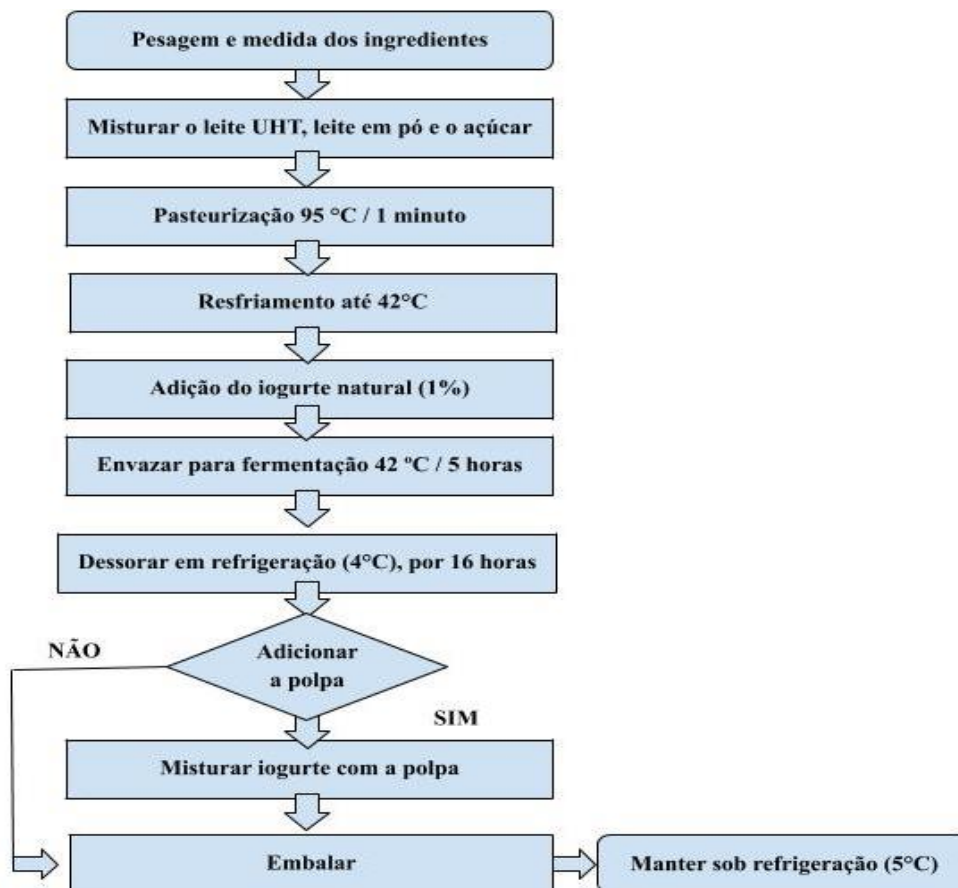 Pesagem e medida dos ingredientes
Misturar o leite UHT, leite em pó e o açúcar
Pasteurização 95 °C / 1 minuto
Resfriamento até 42°C
Adição do iogurte natural (1%)
Envazar para fermentação 42 ºC / 5 horas
Dessorar em refrigeração (4°C), por 16 horas
NÃO
Adicionar
a polpa
SIM
Misturar iogurte com a polpa
Embalar
Manter sob refrigeração (5°C)